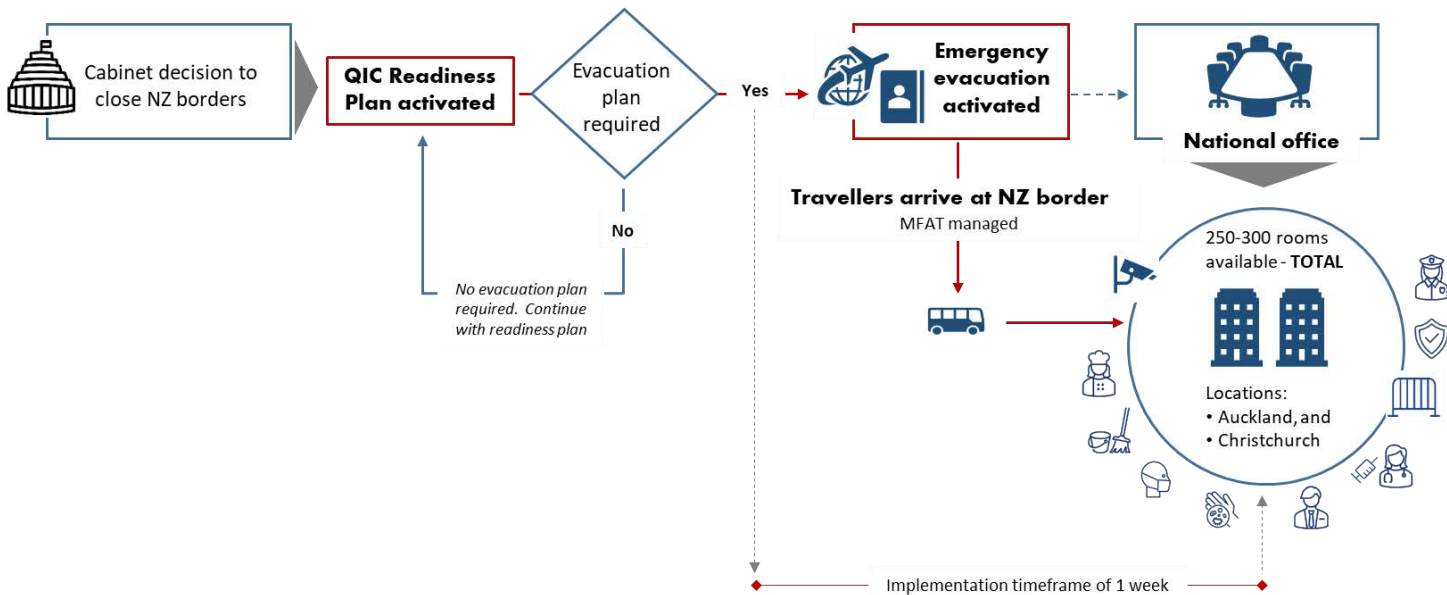 Cabinet decision to
close NZ borders
QIC Readiness
Plan activated
Evacuation
plan
required
Yes
No
No evacuation plan
required. Continue
with readiness plan
Emergency
evacuation
activated
National office
Travellers arrive at NZ border
MFAT managed
250-300 rooms
available - TOTAL
Locations:
• Auckland, and
• Christchurch
Implementation timeframe of 1 week